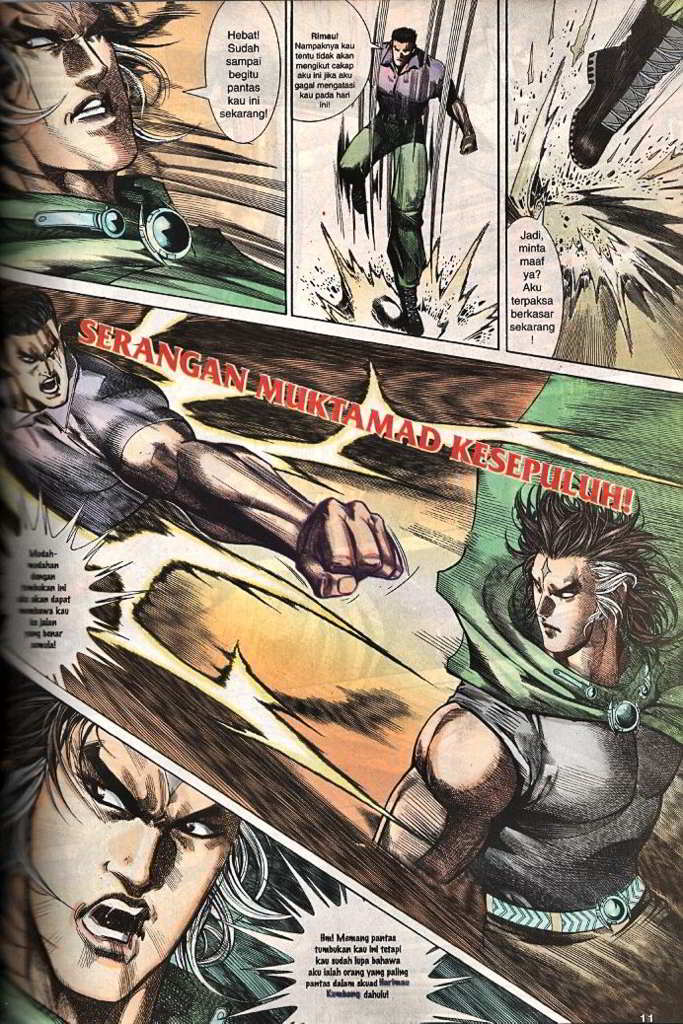 Hebat!
Sudah
sampai
begitu
pantas
kau ini
sekarang!
Rimau!
Nampaknya kau
tentu tidak akan
mengikut cakap
aku ini jika aku
gagal mengatasi
kau pada hari
ini!
Jadi,
minta
maaf
ya?
Aku
terpaksa
berkasar
sekarang
!
SERANGAN MUKTAMAD KESEPULUH!
Mudah-
mudahan
dengan
tumbukan ini
aku akan dapat
membawa kau
ke jalan
yang benar
semula!
Hm! Memang pantas
tumbukan kau ini tetapi
kau sudah lupa bahawa
aku ialah orang yang paling
pantas dalam skuad Harimau
Kumbang dahulu!
11